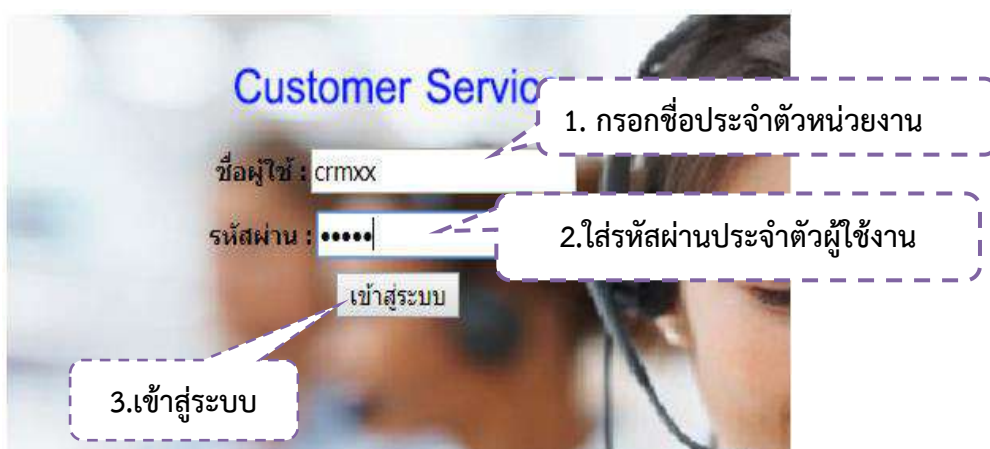 Customer Servic
1. กรอกชื่อประจำตัวหน่วยงาน
ชื่อผู้ใช้ : crmxx
รหัสผ่าน : •••••
2.ใส่รหัสผ่านประจำตัวผู้ใช้งาน
เข้าสู่ระบบ
3.เข้าสู่ระบบ